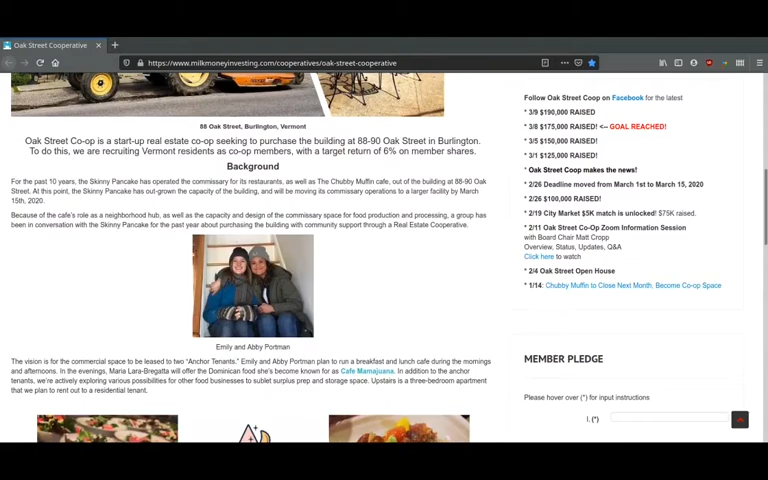 Oak Street Cooperative
https://www.milkmoneyinvesting.com/cooperatives/oak-street-cooperative
88 Oak Street, Burlington, Vermont
Oak Street Co-op is a start-up real estate co-op seeking to purchase the building at 88-90 Oak Street in Burlington.
To do this, we are recruiting Vermont residents as co-op members, with a target return of 6% on member shares.
Background
For the past 10 years, the Skinny Pancake has operated the commissary for its restaurants, as well as The Chubby Muffin cafe, out of the building at 88-90 Oak
Street. At this point, the Skinny Pancake has out-grown the capacity of the building, and will be moving its commissary operations to a larger facility by March
15th, 2020.
Because of the cafe's role as a neighborhood hub, as well as the capacity and design of the commissary space for food production and processing, a group has
been in conversation with the Skinny Pancake for the past year about purchasing the building with community support through a Real Estate Cooperative.
Emily and Abby Portman
The vision is for the commercial space to be leased to two “Anchor Tenants.” Emily and Abby Portman plan to run a breakfast and lunch cafe during the mornings
and afternoons. In the evenings, Maria Lara-Bregatta will offer the Dominican food she's become known for as Cafe Mamajuana. In addition to the anchor
tenants, we're actively exploring various possibilities for other food businesses to sublet surplus prep and storage space. Upstairs is a three-bedroom apartment
that we plan to rent out to a residential tenant.
Follow Oak Street Coop on Facebook for the latest
* 3/9 $190,000 RAISED
* 3/8 $175,000 RAISED! <-- GOAL REACHED!
* 3/5 $150,000 RAISED!
* 3/1 $125,000 RAISED!
* Oak Street Coop makes the news!
* 2/26 Deadline moved from March 1st to March 15, 2020
* 2/26 $100,000 RAISED!
* 2/19 City Market $5K match is unlocked! $75K raised.
* 2/11 Oak Street Co-op Zoom Information Session
with Board Chair Matt Cropp
Overview, Status, Updates, Q&A
Click here to watch
* 2/4 Oak Street Open House
* 1/14: Chubby Muffin to Close Next Month, Become Co-op Space
MEMBER PLEDGE
Please hover over (*) for input instructions
I, (*)